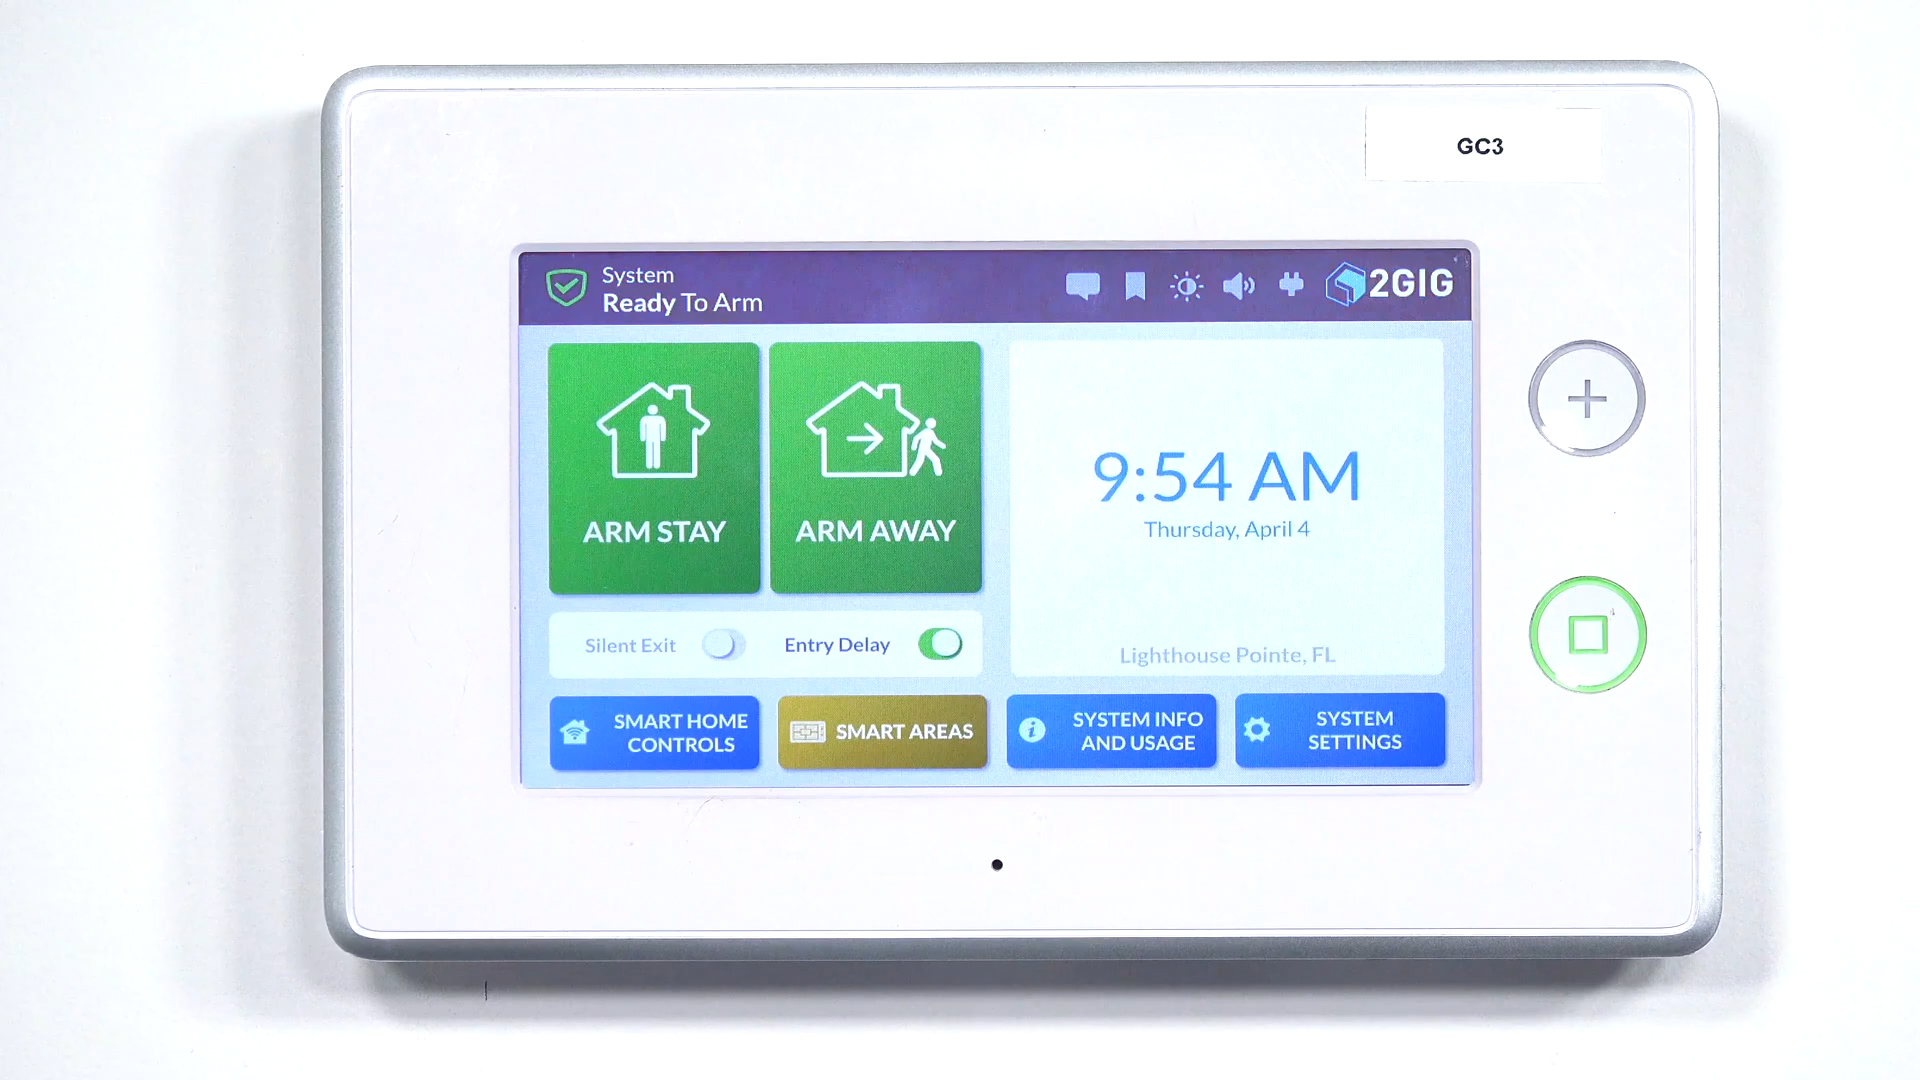 GC3
System
Ready To Arm
2GIG
ARM STAY
ARM AWAY
9:54 AM
Thursday, April 4
Lighthouse Pointe, FL
Silent Exit
Entry Delay
SMART HOME
CONTROLS
SMART AREAS
SYSTEM INFO
AND USAGE
SYSTEM
SETTINGS